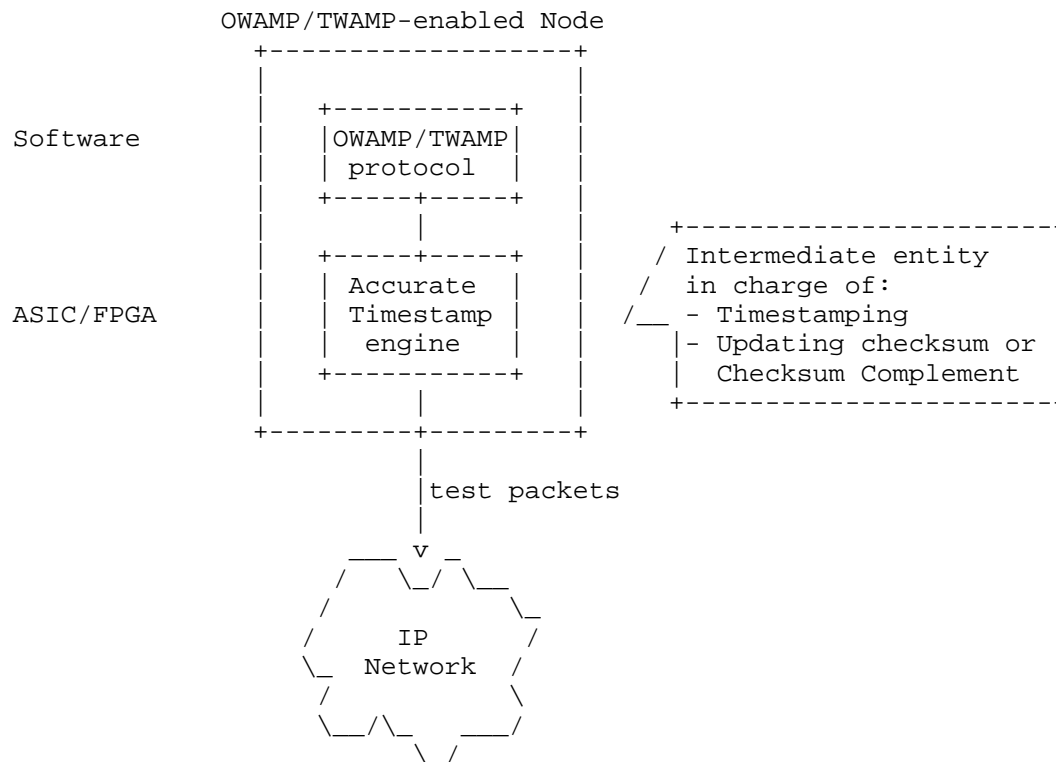 OWAMP/TWAMP-enabled Node
Software
OWAMP/TWAMP
protocol
ASIC/FPGA
Accurate
Timestamp
engine
Intermediate entity
in charge of:
- Timestamping
- Updating checksum or
Checksum Complement
test packets
IP
Network